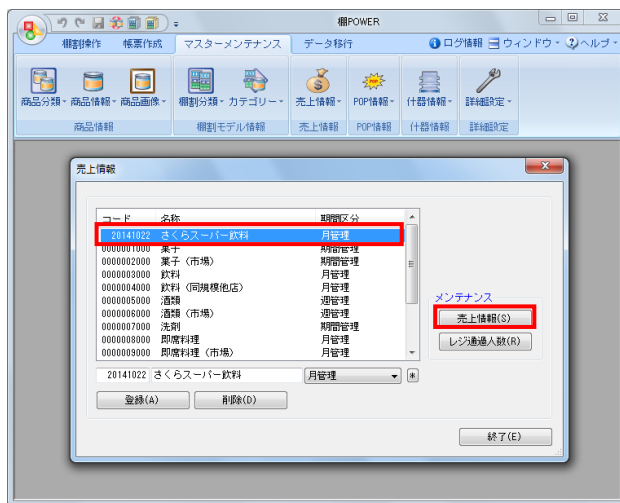 棚POWER
棚割操作 帳票作成 マスターメンテナンス データ移行 ログ情報 ウィンドウ ヘルプ
商品分類 商品情報 商品画像 棚割分類 カテゴリー 売上情報 POP情報 什器情報 詳細設定
商品情報 棚割モデル情報 売上情報 POP情報 什器情報 詳細設定
売上情報
コード 名称 期間区分
20141022 さくらスーパー飲料 月管理
0000001000 菓子 期間管理
0000002000 菓子（市場） 期間管理
0000003000 飲料 月管理
0000004000 飲料（同規模他店） 月管理
0000005000 酒類 週管理
0000006000 酒類（市場） 週管理
0000007000 洗剤 期間管理
0000008000 即席料理 月管理
0000009000 即席料理（市場） 月管理
メンテナンス
売上情報(S)
レジ通過人数(R)
20141022 さくらスーパー飲料 月管理 *
登録(A) 削除(D)
終了(E)